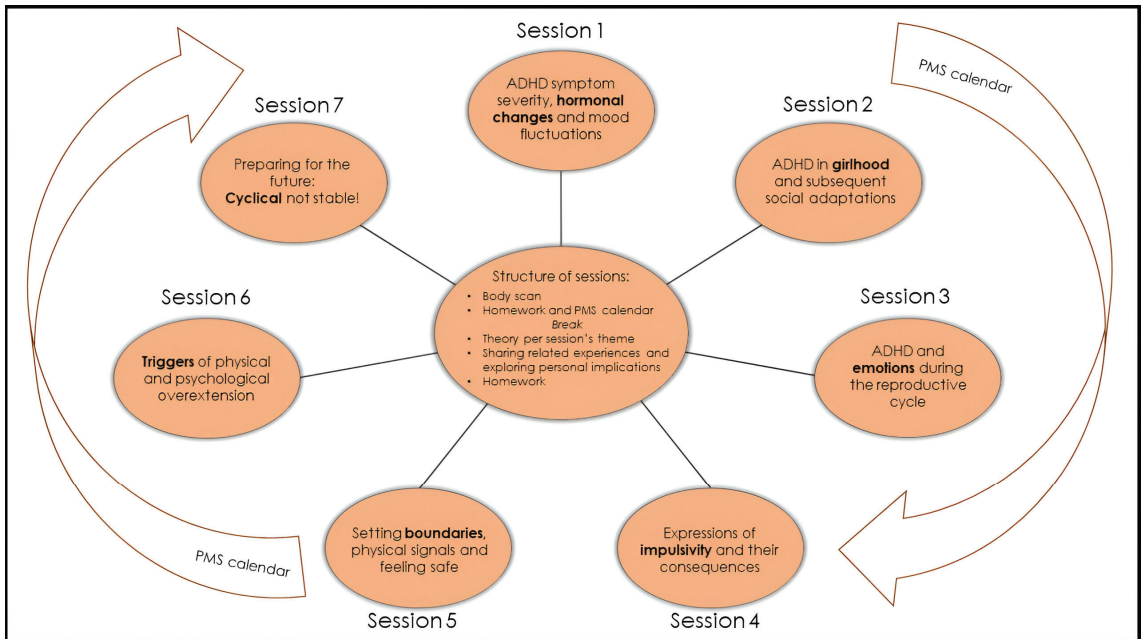 Session 1
ADHD symptom
severity, hormonal
changes and mood
fluctuations
PMS calendar
Session 2
ADHD in girlhood
and subsequent
social adaptations
Session 3
ADHD and
emotions during
the reproductive
cycle
Session 4
Expressions of
impulsivity and their
consequences
Session 5
Setting boundaries,
physical signals and
feeling safe
PMS calendar
Session 6
Triggers of physical
and psychological
overextension
Session 7
Preparing for the
future:
Cyclical not stable!
Structure of sessions:
• Body scan
• Homework and PMS calendar
Break
• Theory per session's theme
• Sharing related experiences and
exploring personal implications
• Homework